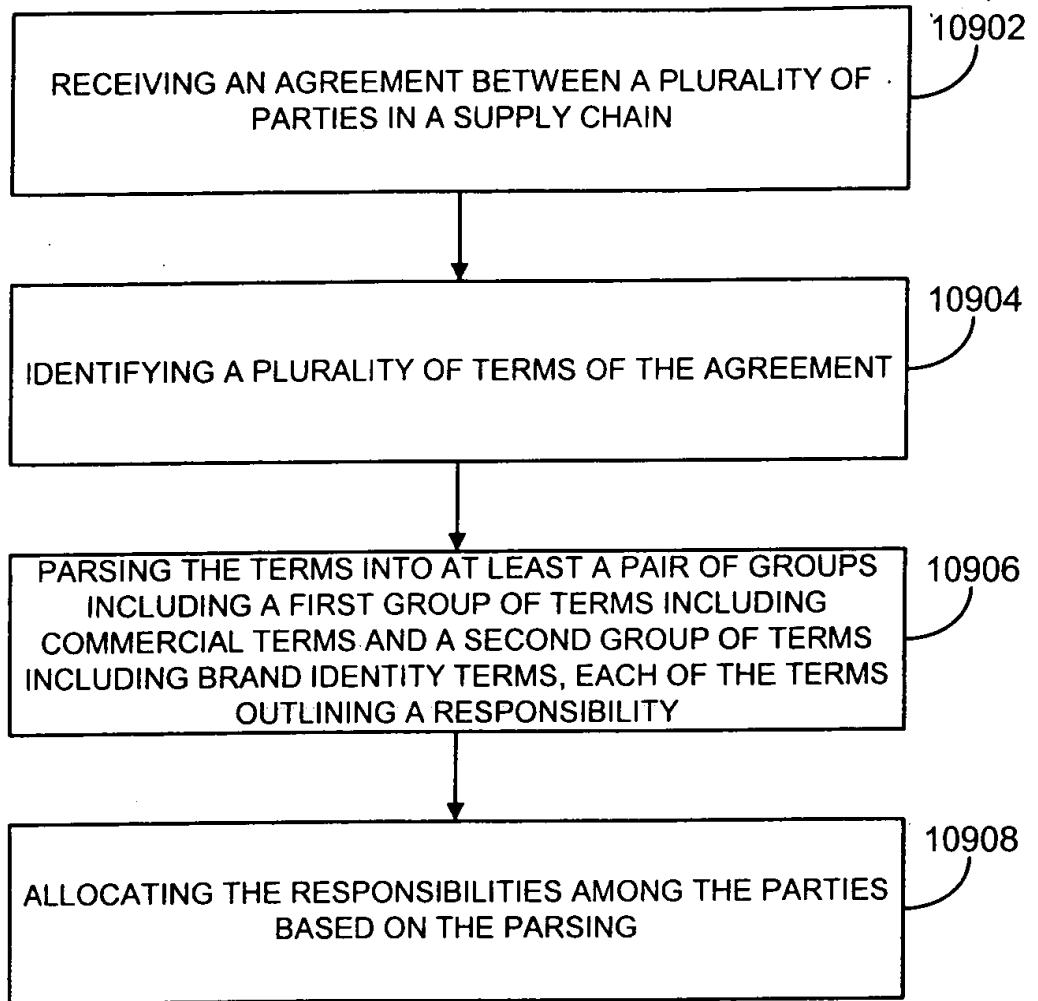 10902
RECEIVING AN AGREEMENT BETWEEN A PLURALITY OF
PARTIES IN A SUPPLY CHAIN
10904
IDENTIFYING A PLURALITY OF TERMS OF THE AGREEMENT
10906
PARSING THE TERMS INTO AT LEAST A PAIR OF GROUPS
INCLUDING A FIRST GROUP OF TERMS INCLUDING
COMMERCIAL TERMS AND A SECOND GROUP OF TERMS
INCLUDING BRAND IDENTITY TERMS, EACH OF THE TERMS
OUTLINING A RESPONSIBILITY
10908
ALLOCATING THE RESPONSIBILITIES AMONG THE PARTIES
BASED ON THE PARSING